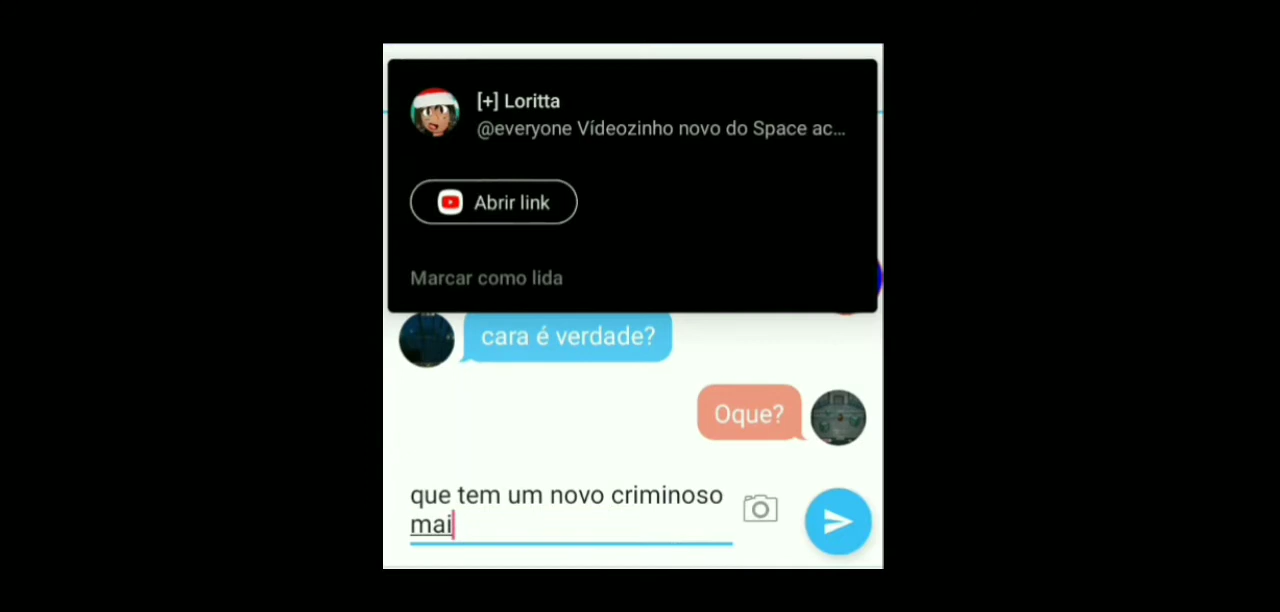 [+] Loritta
@everyone Vídeozinho novo do Space ac...
Abrir link
Marcar como lida
cara é verdade?
Oque?
que tem um novo criminoso
mai